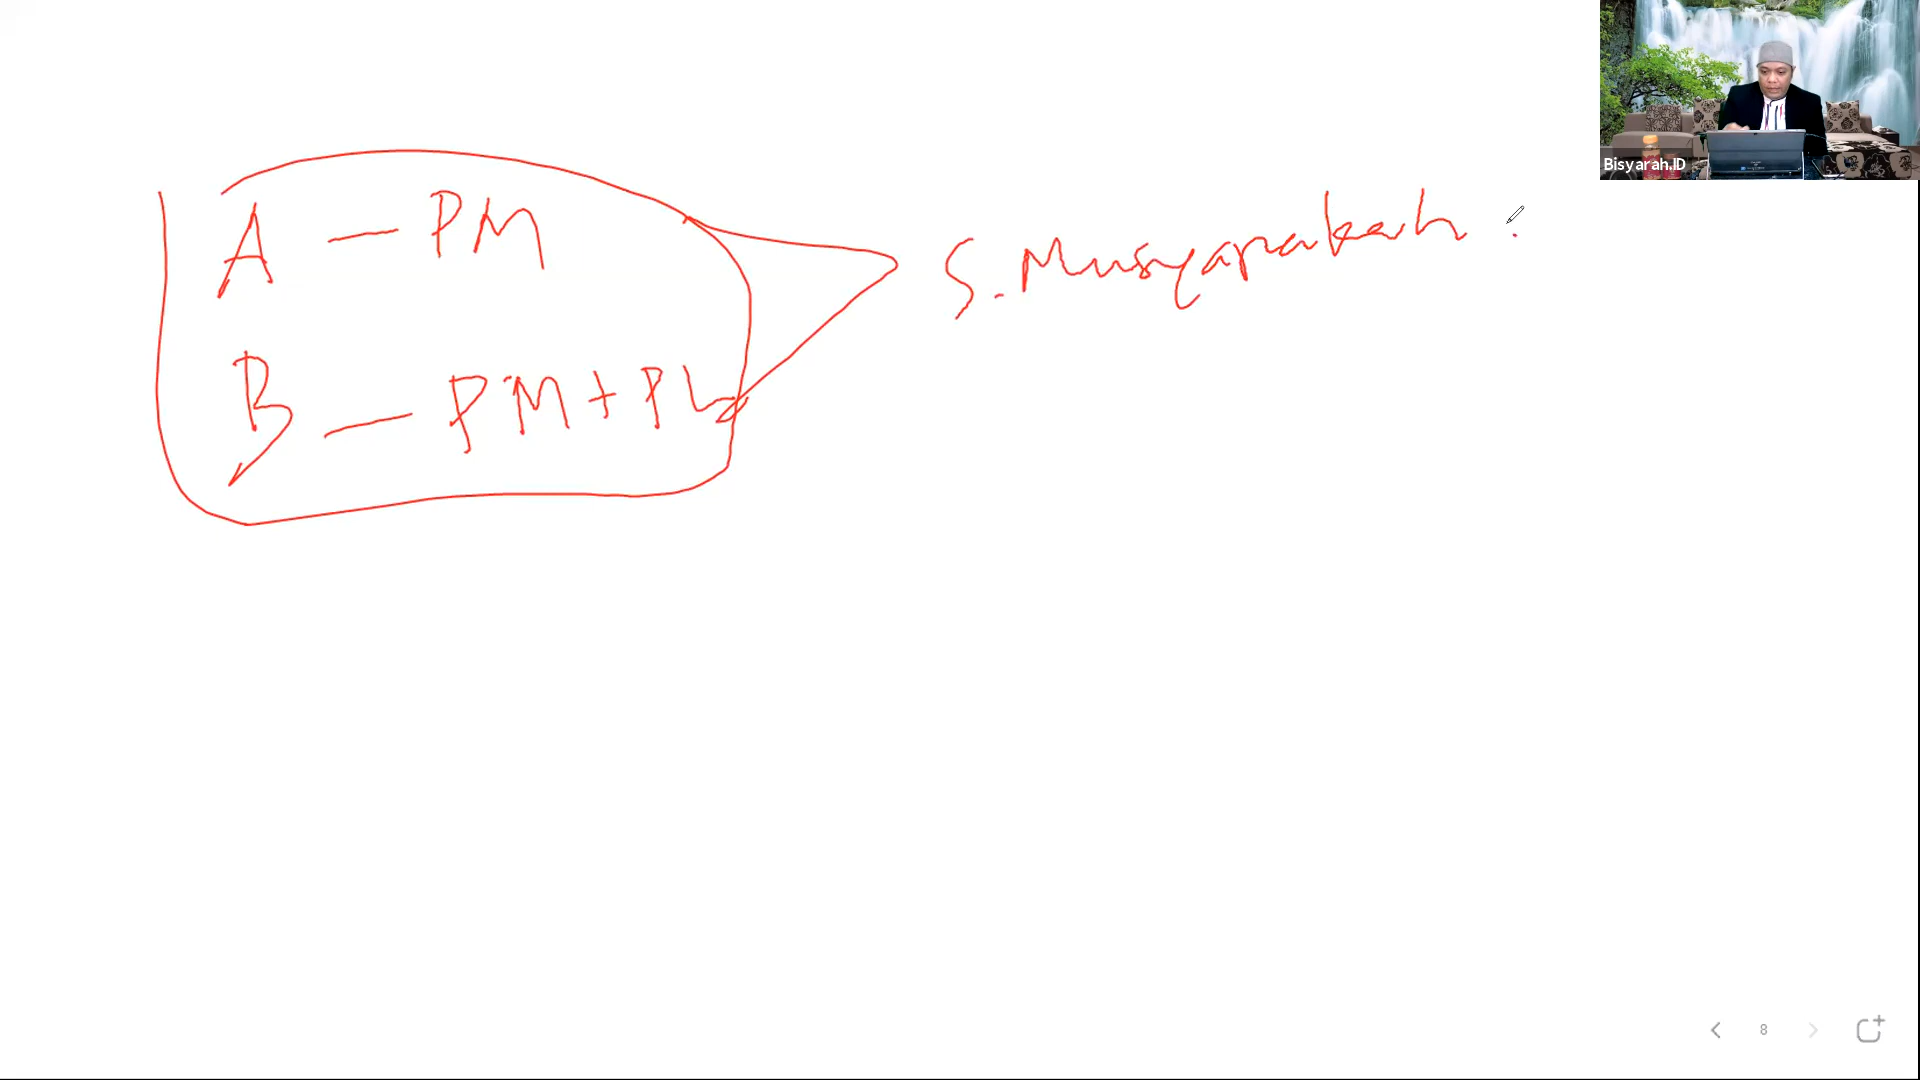 Bisyarah.ID
A — PM
S. Musyarakah :
B — PM + PL
8